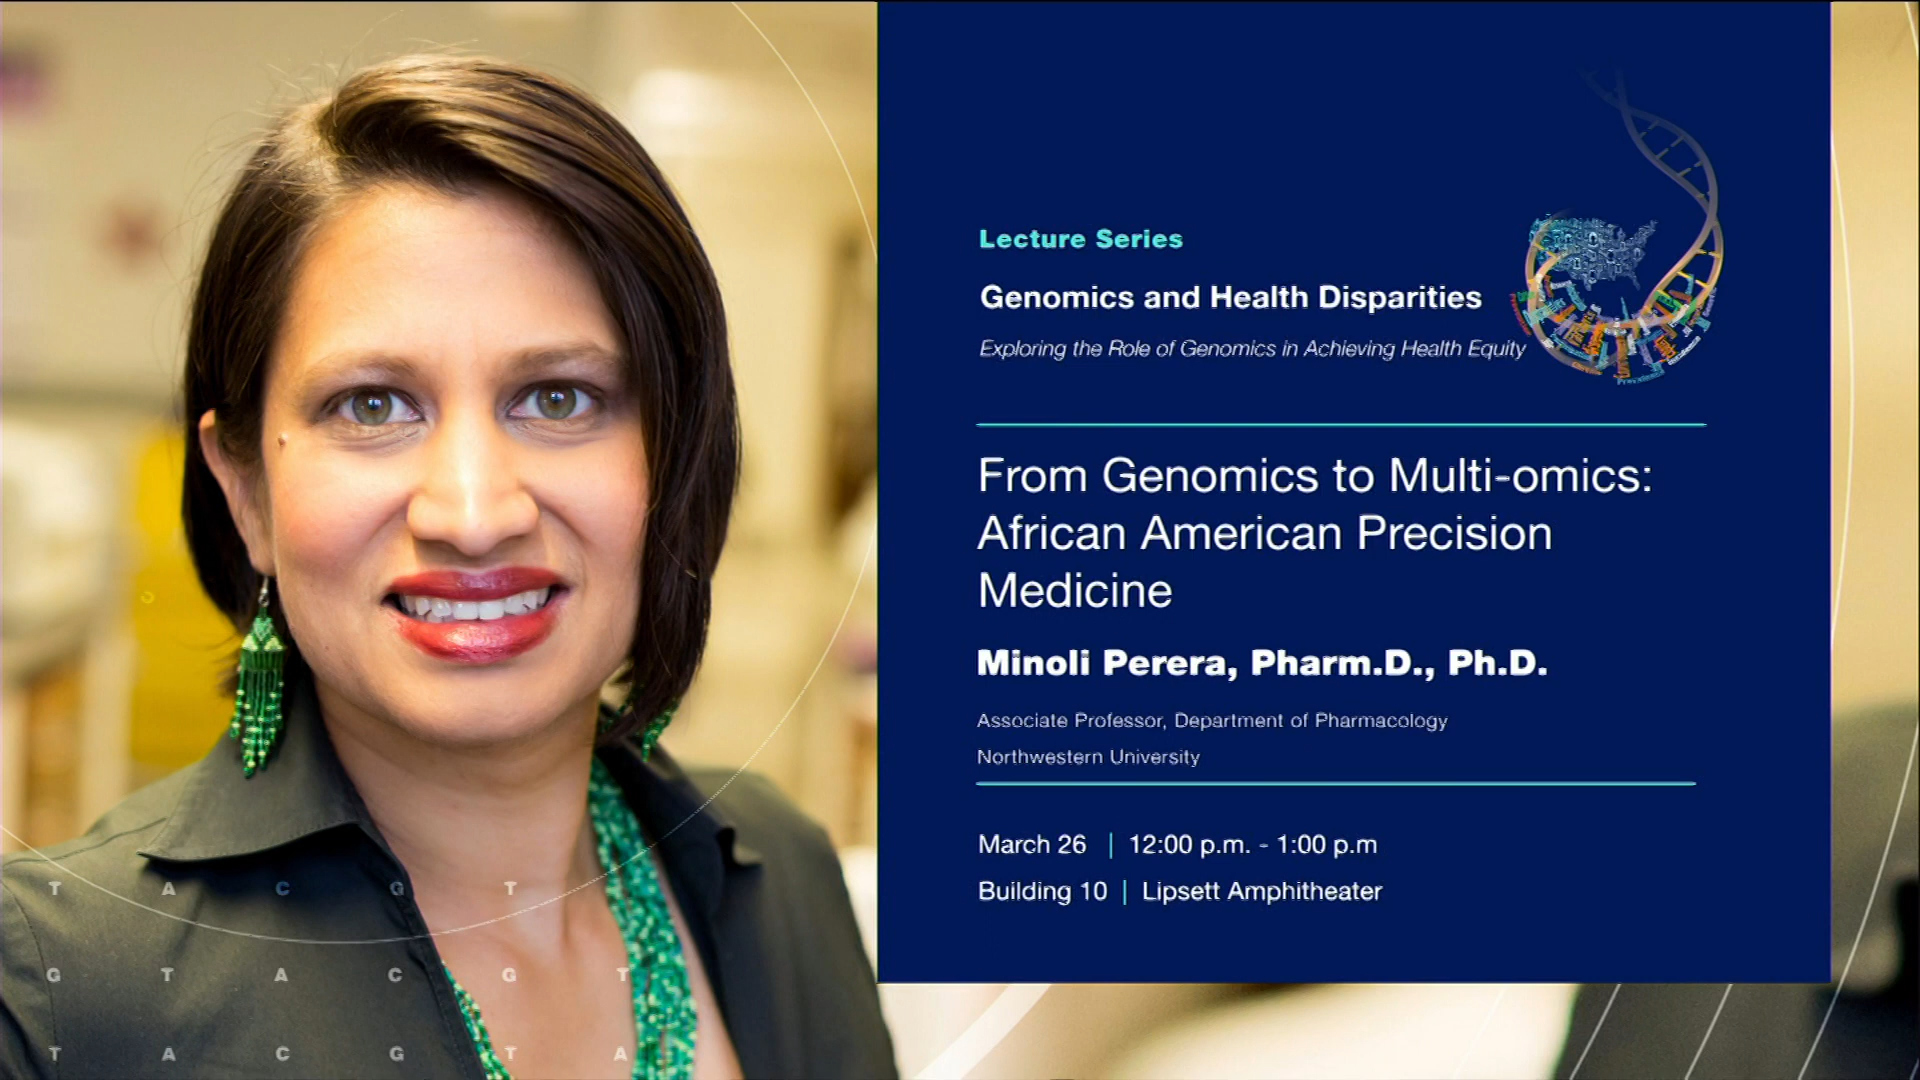 Lecture Series
Genomics and Health Disparities
Exploring the Role of Genomics in Achieving Health Equity
From Genomics to Multi-omics:
African American Precision
Medicine
Minoli Perera, Pharm.D., Ph.D.
Associate Professor, Department of Pharmacology
Northwestern University
March 26 | 12:00 p.m. - 1:00 p.m
Building 10 | Lipsett Amphitheater
T A C G T
G T A C G T
T A C G T A